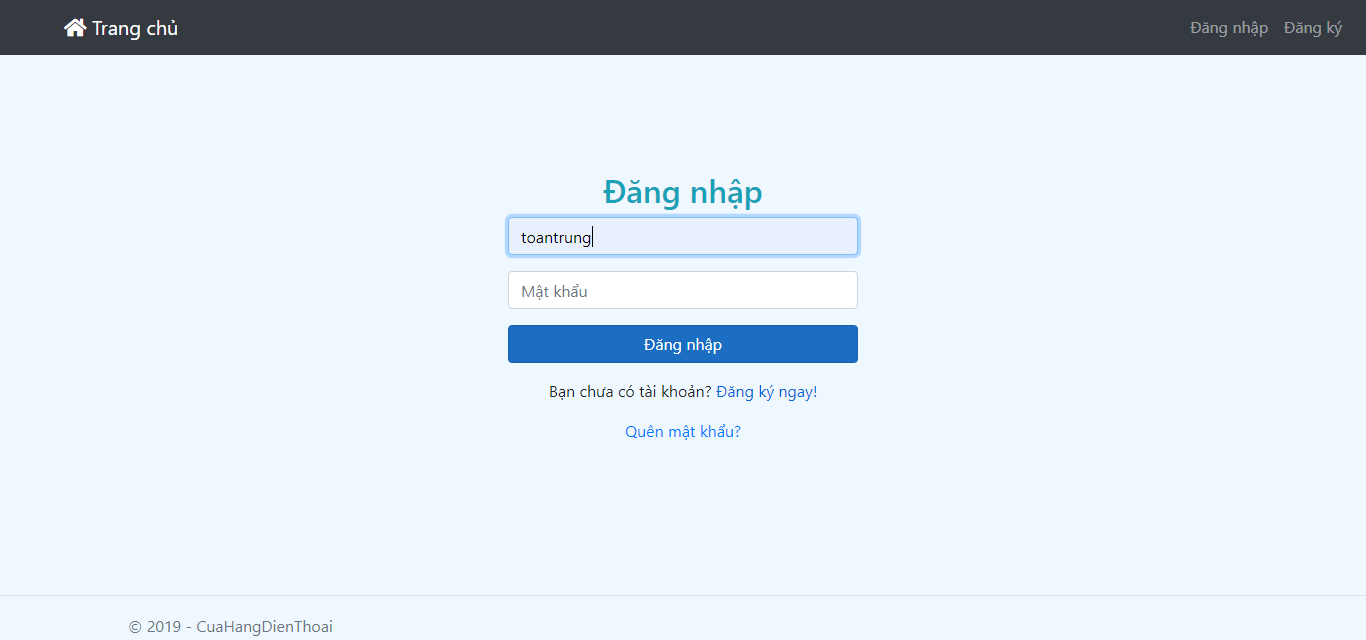 Trang chủ
Đăng nhập Đăng ký
Đăng nhập
toantrung
Mật khẩu
Đăng nhập
Bạn chưa có tài khoản? Đăng ký ngay!
Quên mật khẩu?
© 2019 - CuaHangDienThoai